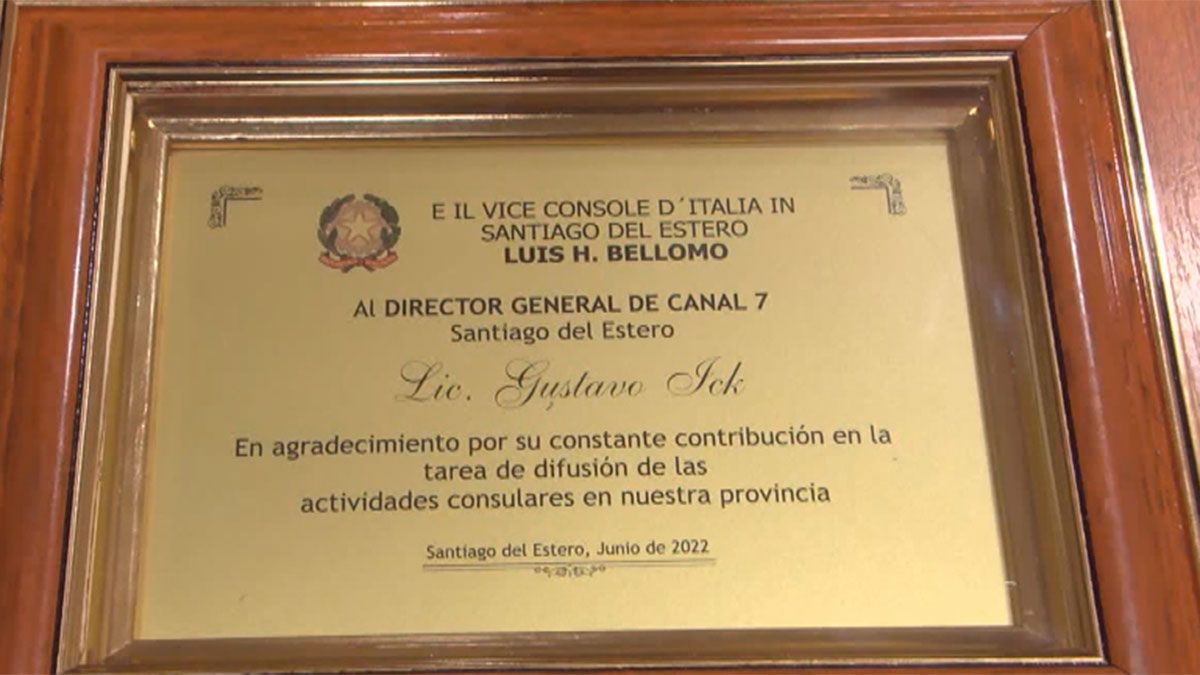 E IL VICE CONSOLE D´ITALIA IN
SANTIAGO DEL ESTERO
LUIS H. BELLOMO
Al DIRECTOR GENERAL DE CANAL 7
Santiago del Estero
Lic. Gustavo Ick
En agradecimiento por su constante contribución en la
tarea de difusión de las
actividades consulares en nuestra provincia
Santiago del Estero, Junio de 2022